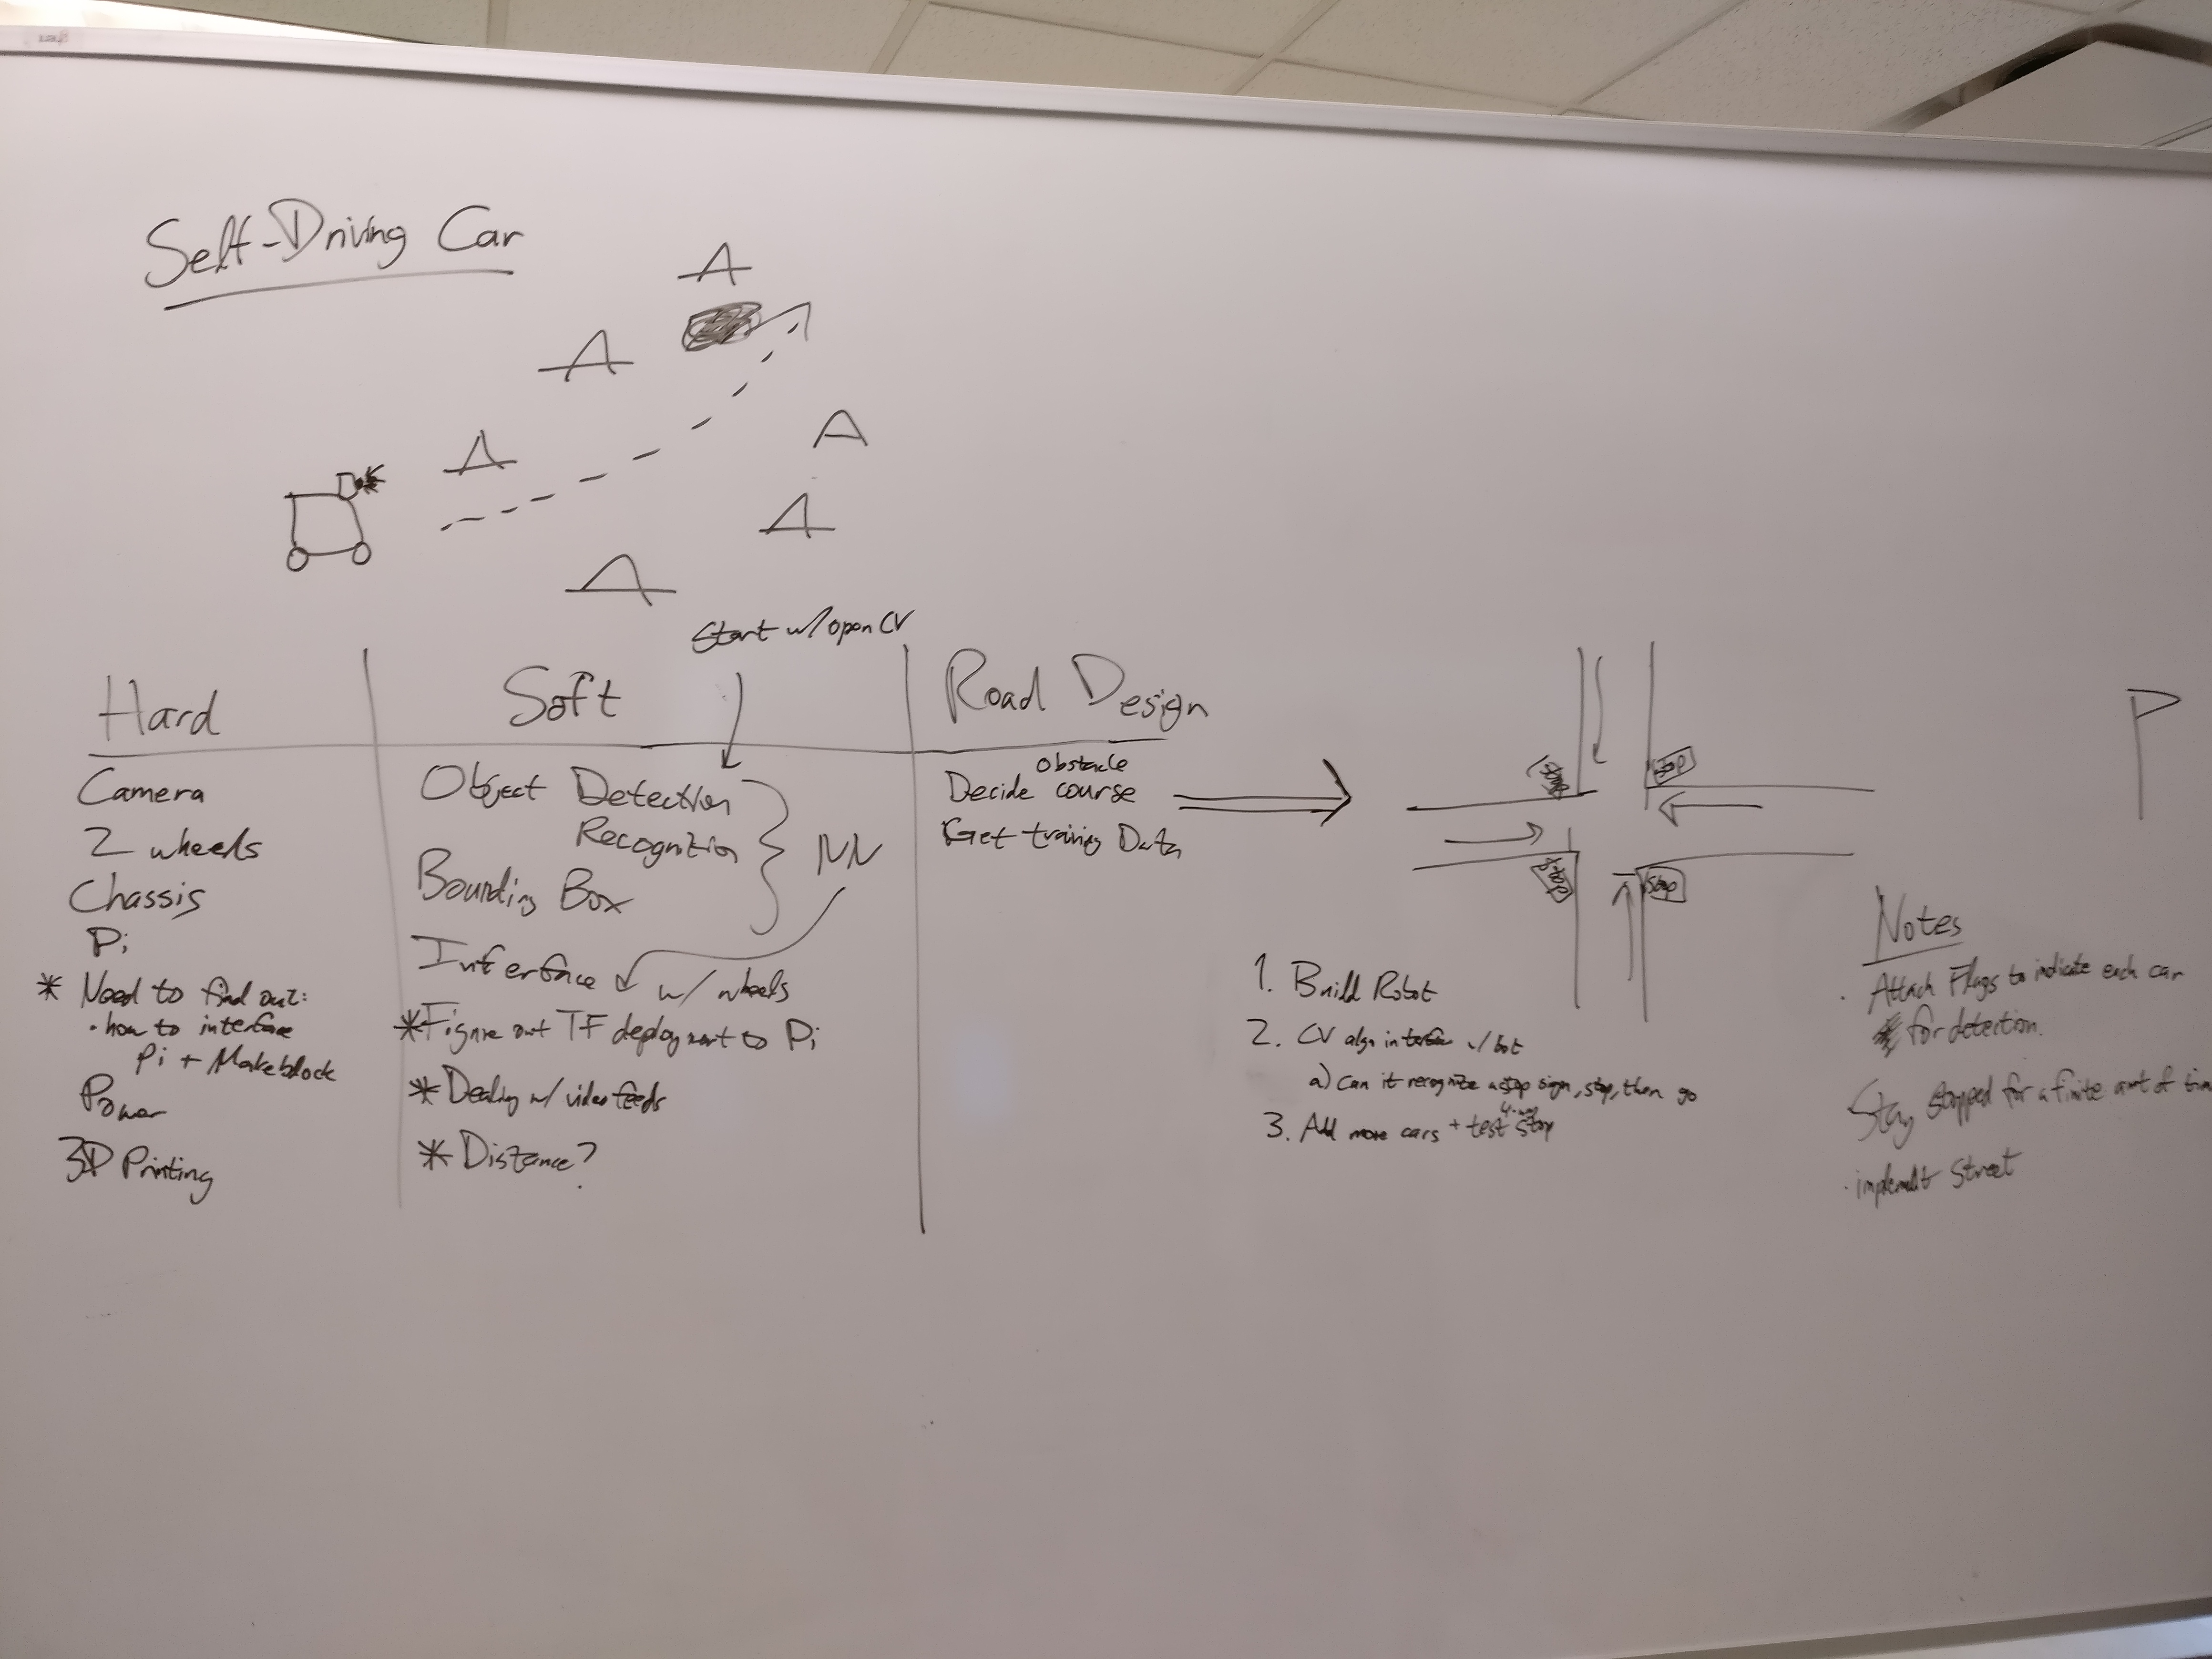 Self-Driving Car
Start w/ open CV
Hard
Camera
2 wheels
Chassis
Pi
* Need to find out:
· how to interface
Pi + Makeblock
Power
3D Printing
Soft
Object Detection
Recognition
Bounding Box
NN
Interface w/ wheels
* Figure out TF deployment to Pi
* Dealing w/ video feeds
* Distance?
Road Design
Obstacle
Decide course
Get training Data
Stop
Stop
Stop
Stop
1. Build Robot
2. CV algn interface w/ bot
a) Can it recognize a stop sign, stop, then go
4-way
3. Add more cars + test stop
P
Notes
· Attach Flags to indicate each car
for detection.
Stay stopped for a finite amt of
· implement Street